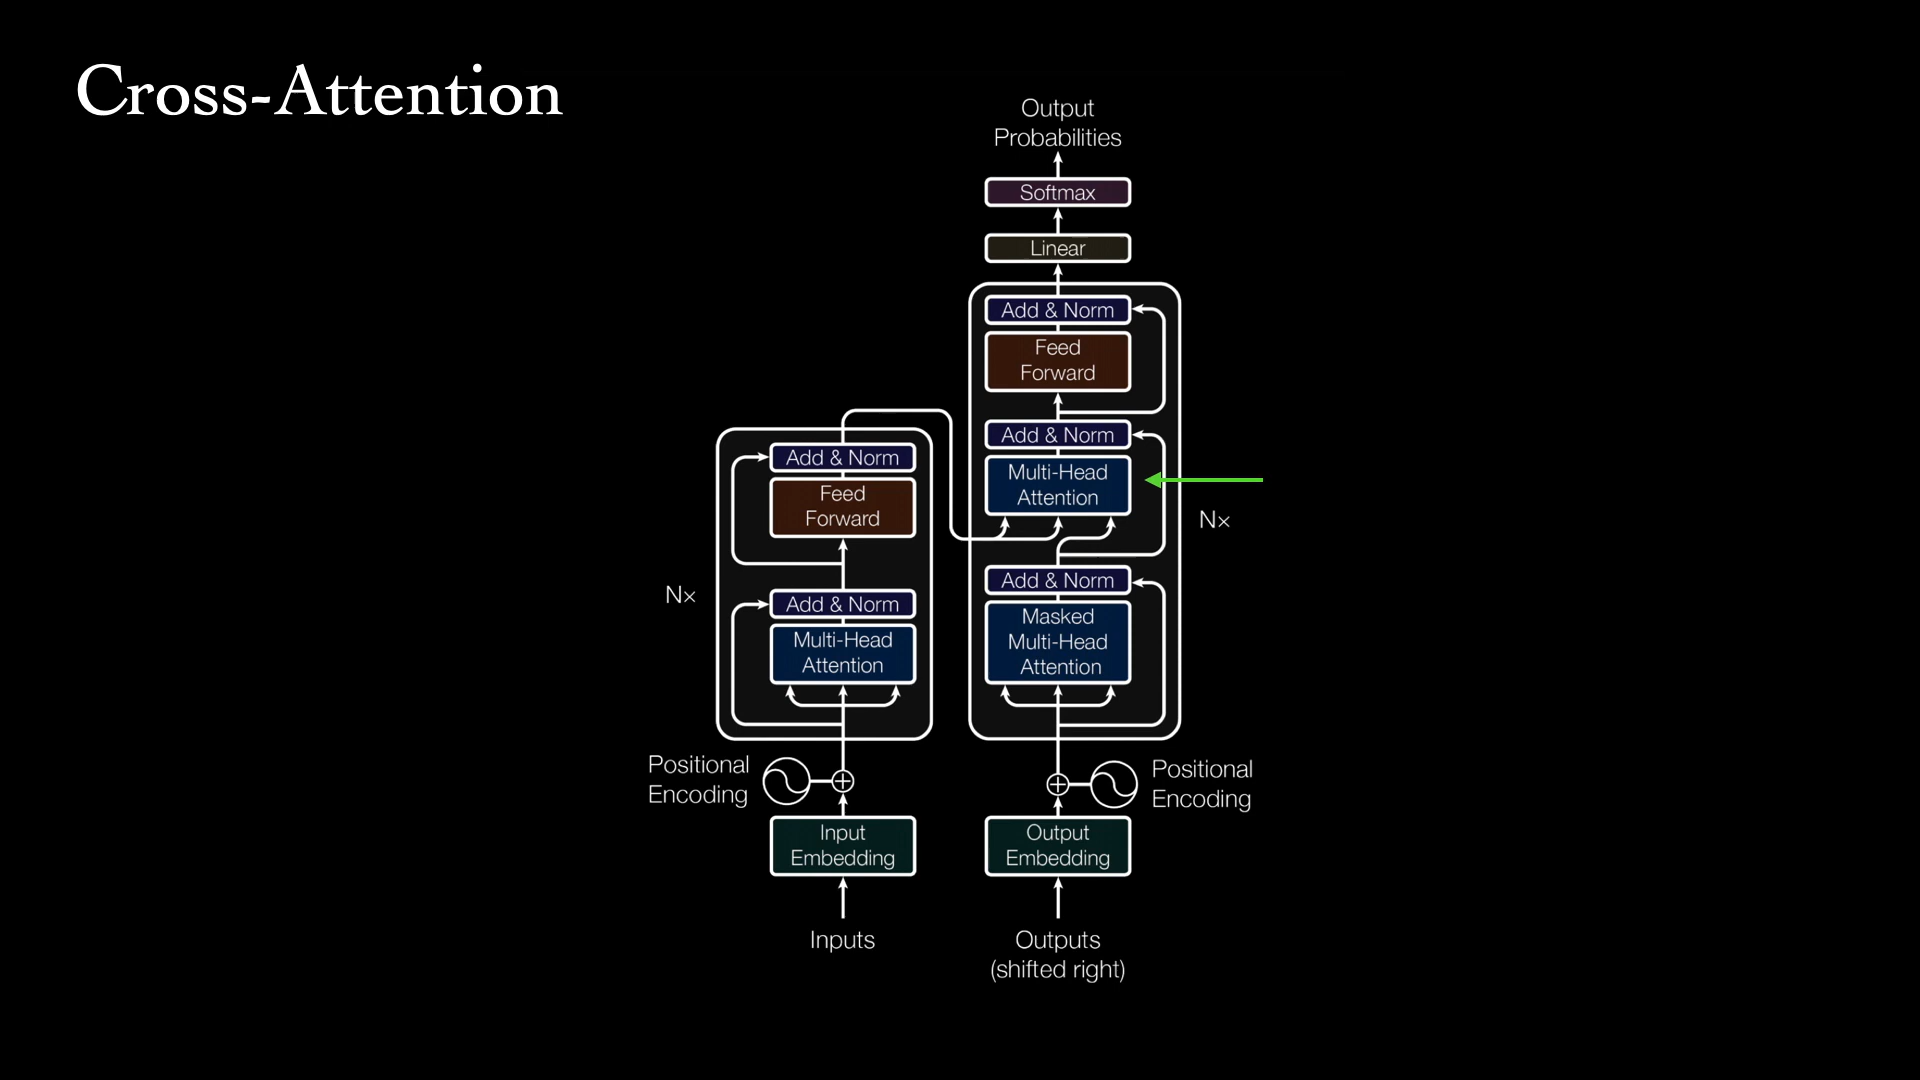 Cross-Attention
Output
Probabilities
Softmax
Linear
Add & Norm
Feed
Forward
Add & Norm
Multi-Head
Attention
N×
Add & Norm
Masked
Multi-Head
Attention
Add & Norm
Feed
Forward
Nx
Add & Norm
Multi-Head
Attention
Positional
Encoding
Positional
Encoding
Input
Embedding
Output
Embedding
Inputs
Outputs
(shifted right)